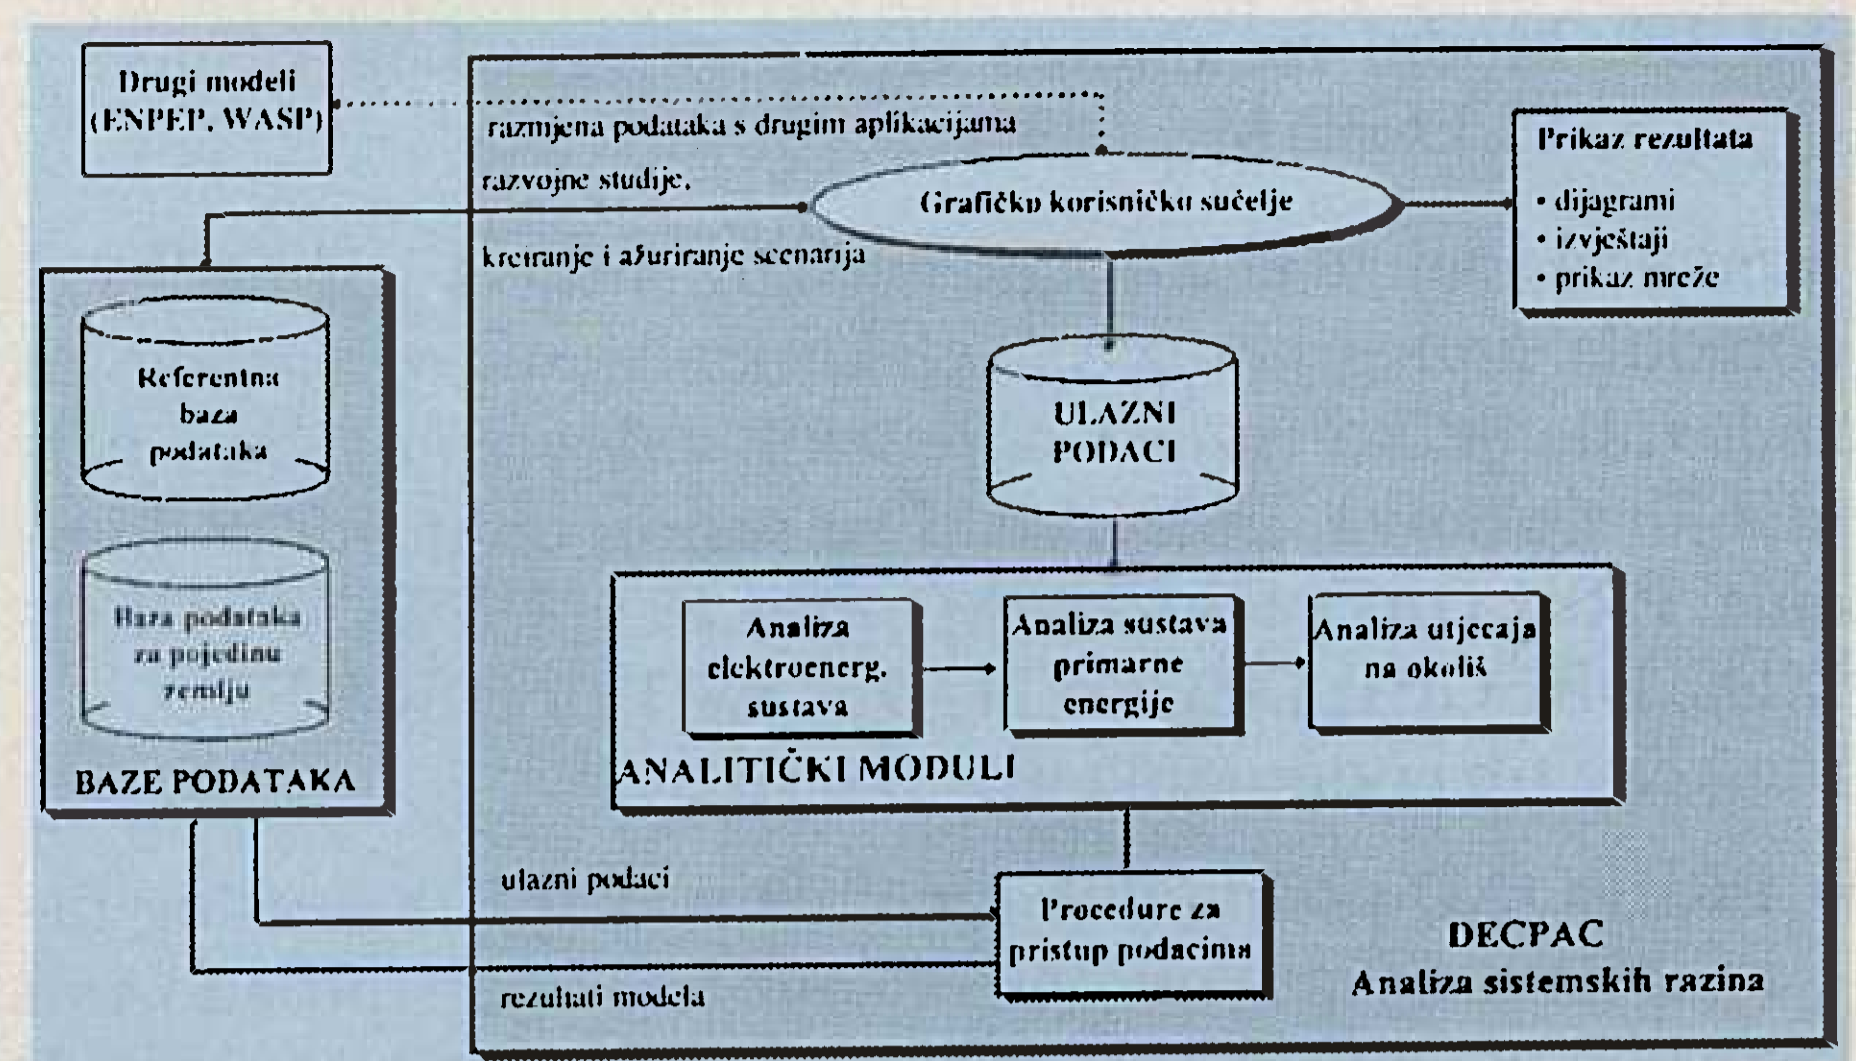 Drugi modeli
(ENPEP, WASP)
razmjena podataka s drugim aplikacijama
razvojne studije,
kreiranje i ažuriranje scenarija
Grafičko korisničko sučelje
Prikaz rezultata
• dijagrami
• izvještaji
• prikaz mreže
Referentna
baza
podataka
Baza podataka
za pojedinu
zemlju
BAZE PODATAKA
ULAZNI
PODACI
Analiza
elektroenerg.
sustava
Analiza sustava
primarne
energije
Analiza utjecaja
na okoliš
ANALITIČKI MODULI
ulazni podaci
Procedure za
pristup podacima
rezultati modela
DECPAC
Analiza sistemskih razina